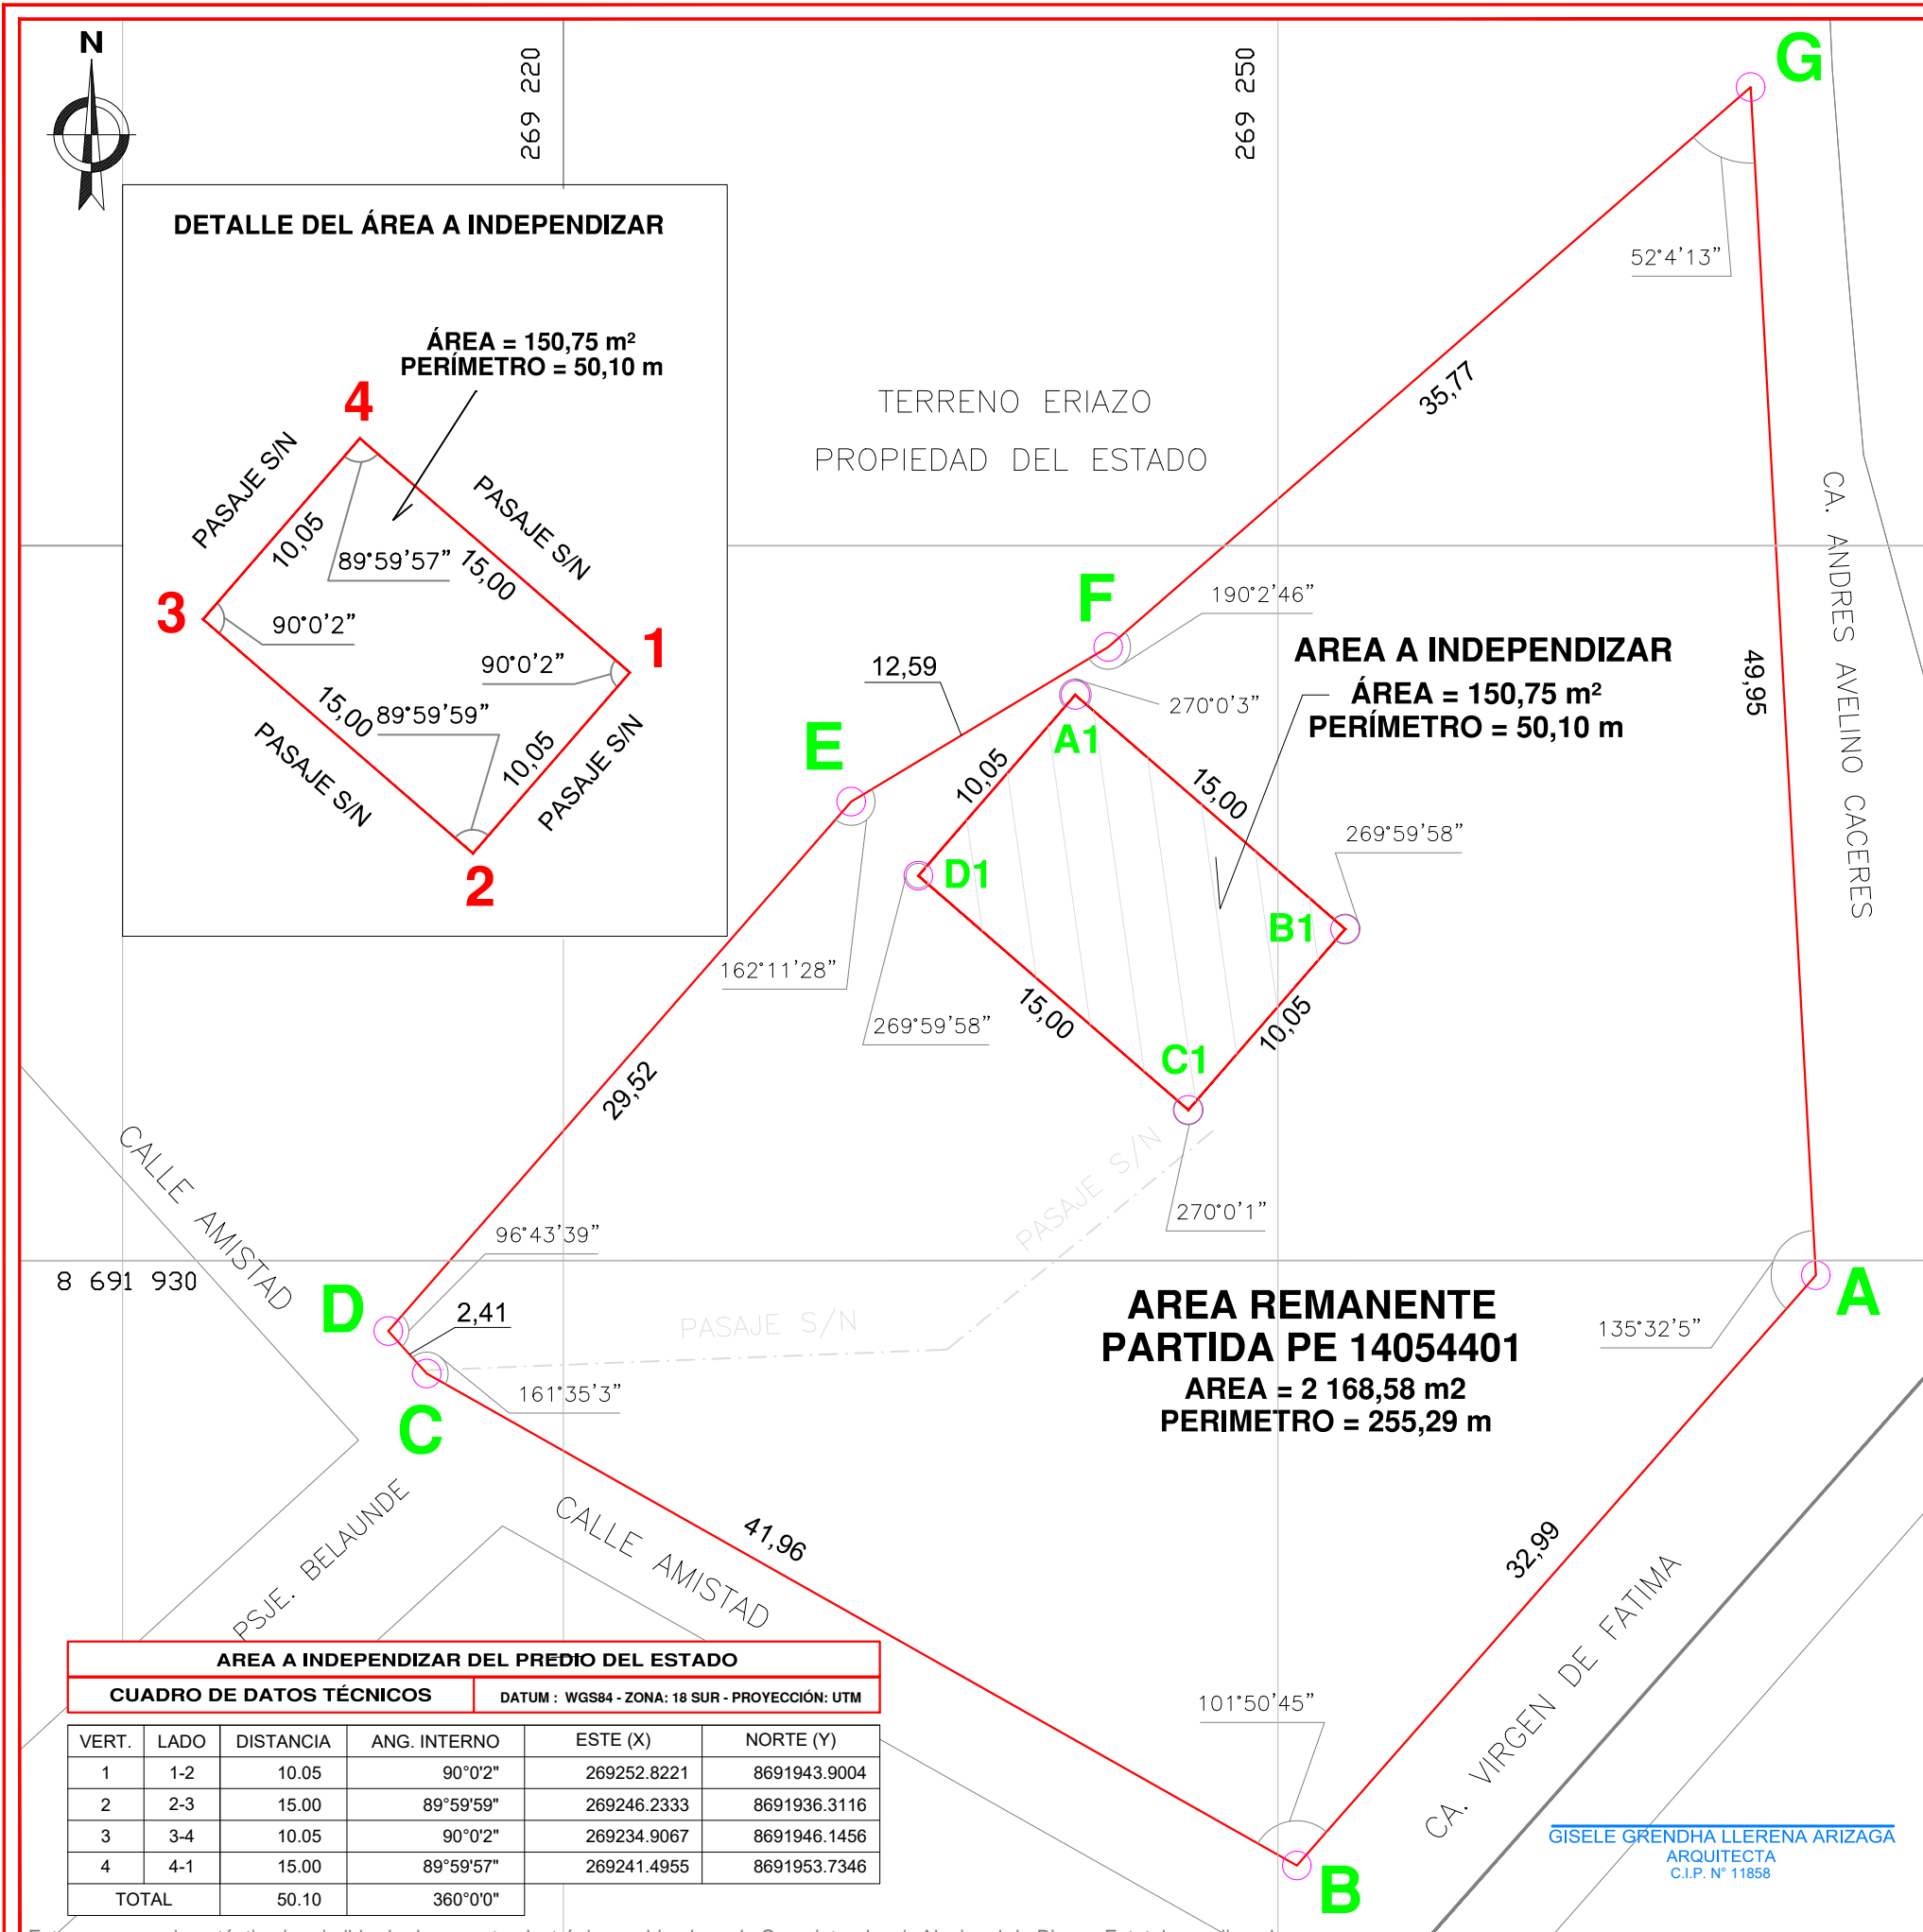 N
269 220
269 250
G
DETALLE DEL ÁREA A INDEPENDIZAR
ÁREA = 150,75 m²
PERÍMETRO = 50,10 m
4
PASAJE S/N
PASAJE S/N
10,05
89°59'57"
15,00
3
90°0'2"
90°0'2"
1
15,00
89°59'59"
10,05
PASAJE S/N
PASAJE S/N
2
TERRENO ERIAZO
PROPIEDAD DEL ESTADO
52°4'13"
35,77
CA. ANDRES AVELINO CACERES
49,95
F
190°2'46"
12,59
270°0'3"
AREA A INDEPENDIZAR
ÁREA = 150,75 m²
PERÍMETRO = 50,10 m
E
A1
10,05
15,00
269°59'58"
D1
B1
162°11'28"
269°59'58"
15,00
10,05
C1
29,52
PASAJE S/N
270°0'1"
CALLE AMISTAD
96°43'39"
8 691 930
D
2,41
PASAJE S/N
161°35'3"
C
AREA REMANENTE
PARTIDA PE 14054401
AREA = 2 168,58 m2
PERIMETRO = 255,29 m
135°32'5"
A
PSJE. BELAUNDE
CALLE AMISTAD
41,96
32,99
CA. VIRGEN DE FATIMA
101°50'45"
B
AREA A INDEPENDIZAR DEL PREDIO DEL ESTADO
CUADRO DE DATOS TÉCNICOS DATUM : WGS84 - ZONA: 18 SUR - PROYECCIÓN: UTM
VERT. LADO DISTANCIA ANG. INTERNO ESTE (X) NORTE (Y)
1 1-2 10.05 90°0'2" 269252.8221 8691943.9004
2 2-3 15.00 89°59'59" 269246.2333 8691936.3116
3 3-4 10.05 90°0'2" 269234.9067 8691946.1456
4 4-1 15.00 89°59'57" 269241.4955 8691953.7346
TOTAL 50.10 360°0'0"
GISELE GRENDHA LLERENA ARIZAGA
ARQUITECTA
C.I.P. N° 11858